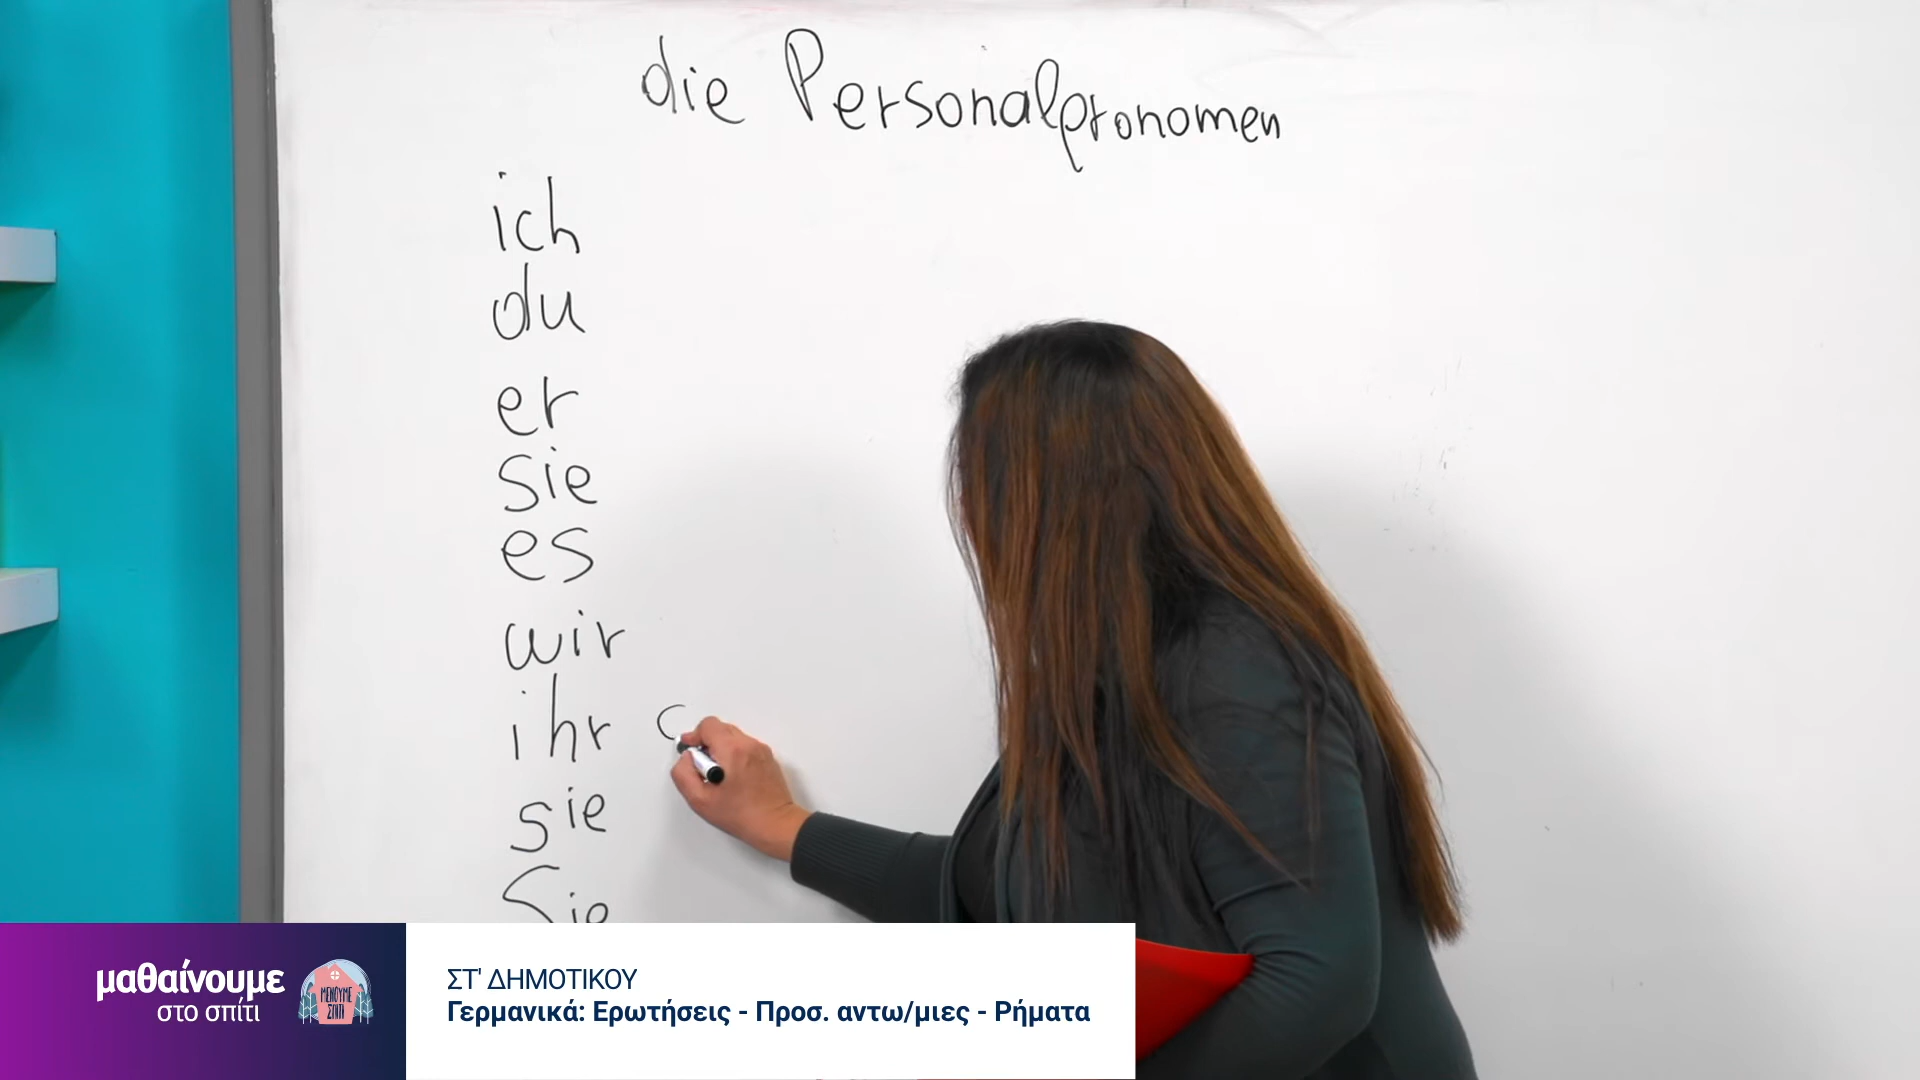 die Personalpronomen
ich
du
er
sie
es
wir
ihr
sie
Sie
μαθαίνουμε
στο σπίτι
ΜΕΝΟΥΜΕ
ΣΠΙΤΙ
ΣΤ' ΔΗΜΟΤΙΚΟΥ
Γερμανικά: Ερωτήσεις - Προσ. αντω/μιες - Ρήματα